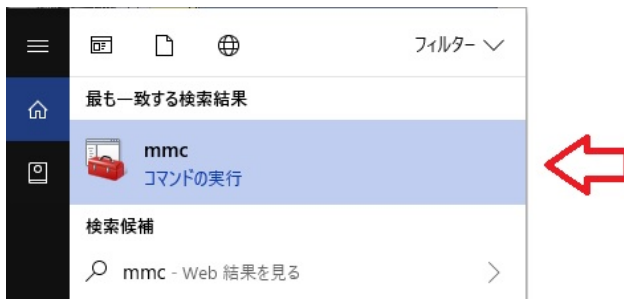 フィルター
最も一致する検索結果
mmc
コマンドの実行
検索候補
mmc - Web 結果を見る